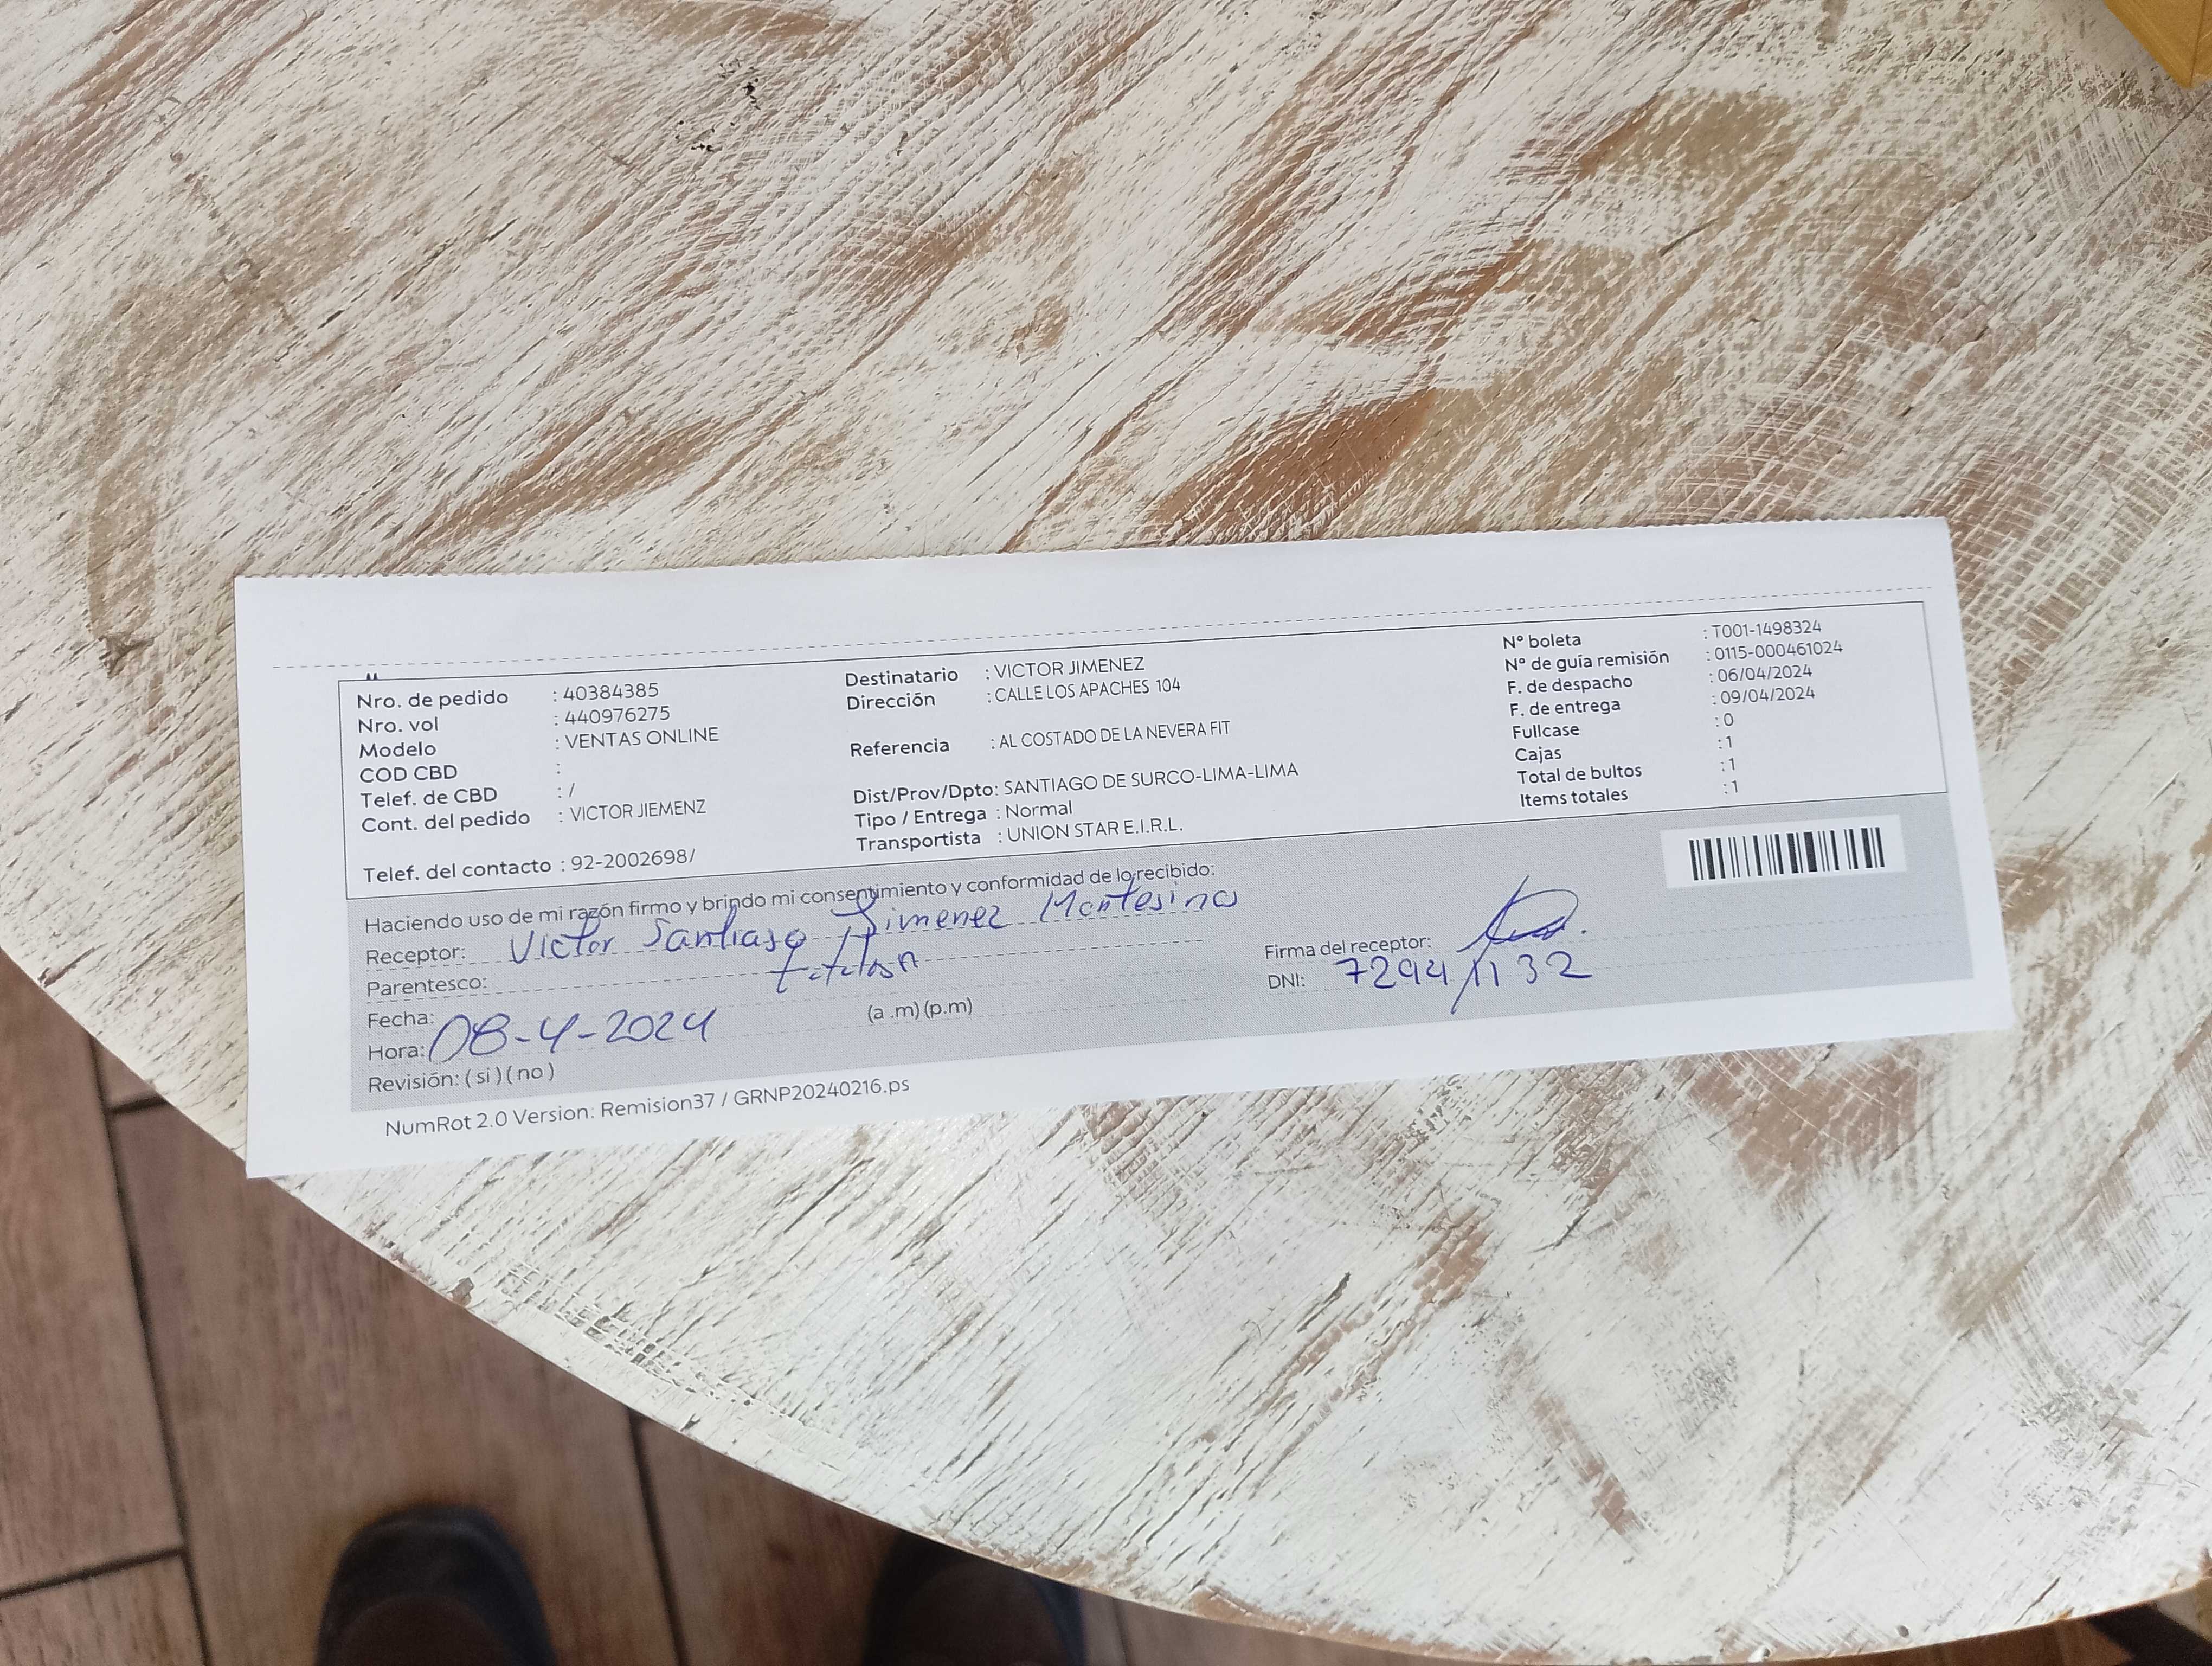 Nro. de pedido : 40384385
Nro. vol : 440976275
Modelo : VENTAS ONLINE
COD CBD :
Telef. de CBD : /
Cont. del pedido : VICTOR JIEMENZ
Telef. del contacto : 92-2002698/
Destinatario : VICTOR JIMENEZ
Dirección : CALLE LOS APACHES 104
Referencia : AL COSTADO DE LA NEVERA FIT
Dist/Prov/Dpto: SANTIAGO DE SURCO-LIMA-LIMA
Tipo / Entrega : Normal
Transportista : UNION STAR E.I.R.L.
N° boleta : T001-1498324
N° de guía remisión : 0115-000461024
F. de despacho : 06/04/2024
F. de entrega : 09/04/2024
Fullcase : 0
Cajas : 1
Total de bultos : 1
Items totales : 1
Haciendo uso de mi razón firmo y brindo mi consentimiento y conformidad de lo recibido:
Receptor: Victor Santiago Jimenez Montesinos
Parentesco: titular
Fecha: 08-4-2024
Hora: (a .m) (p.m)
Revisión: ( si ) ( no )
Firma del receptor:
DNI: 72941132
NumRot 2.0 Version: Remision37 / GRNP20240216.ps